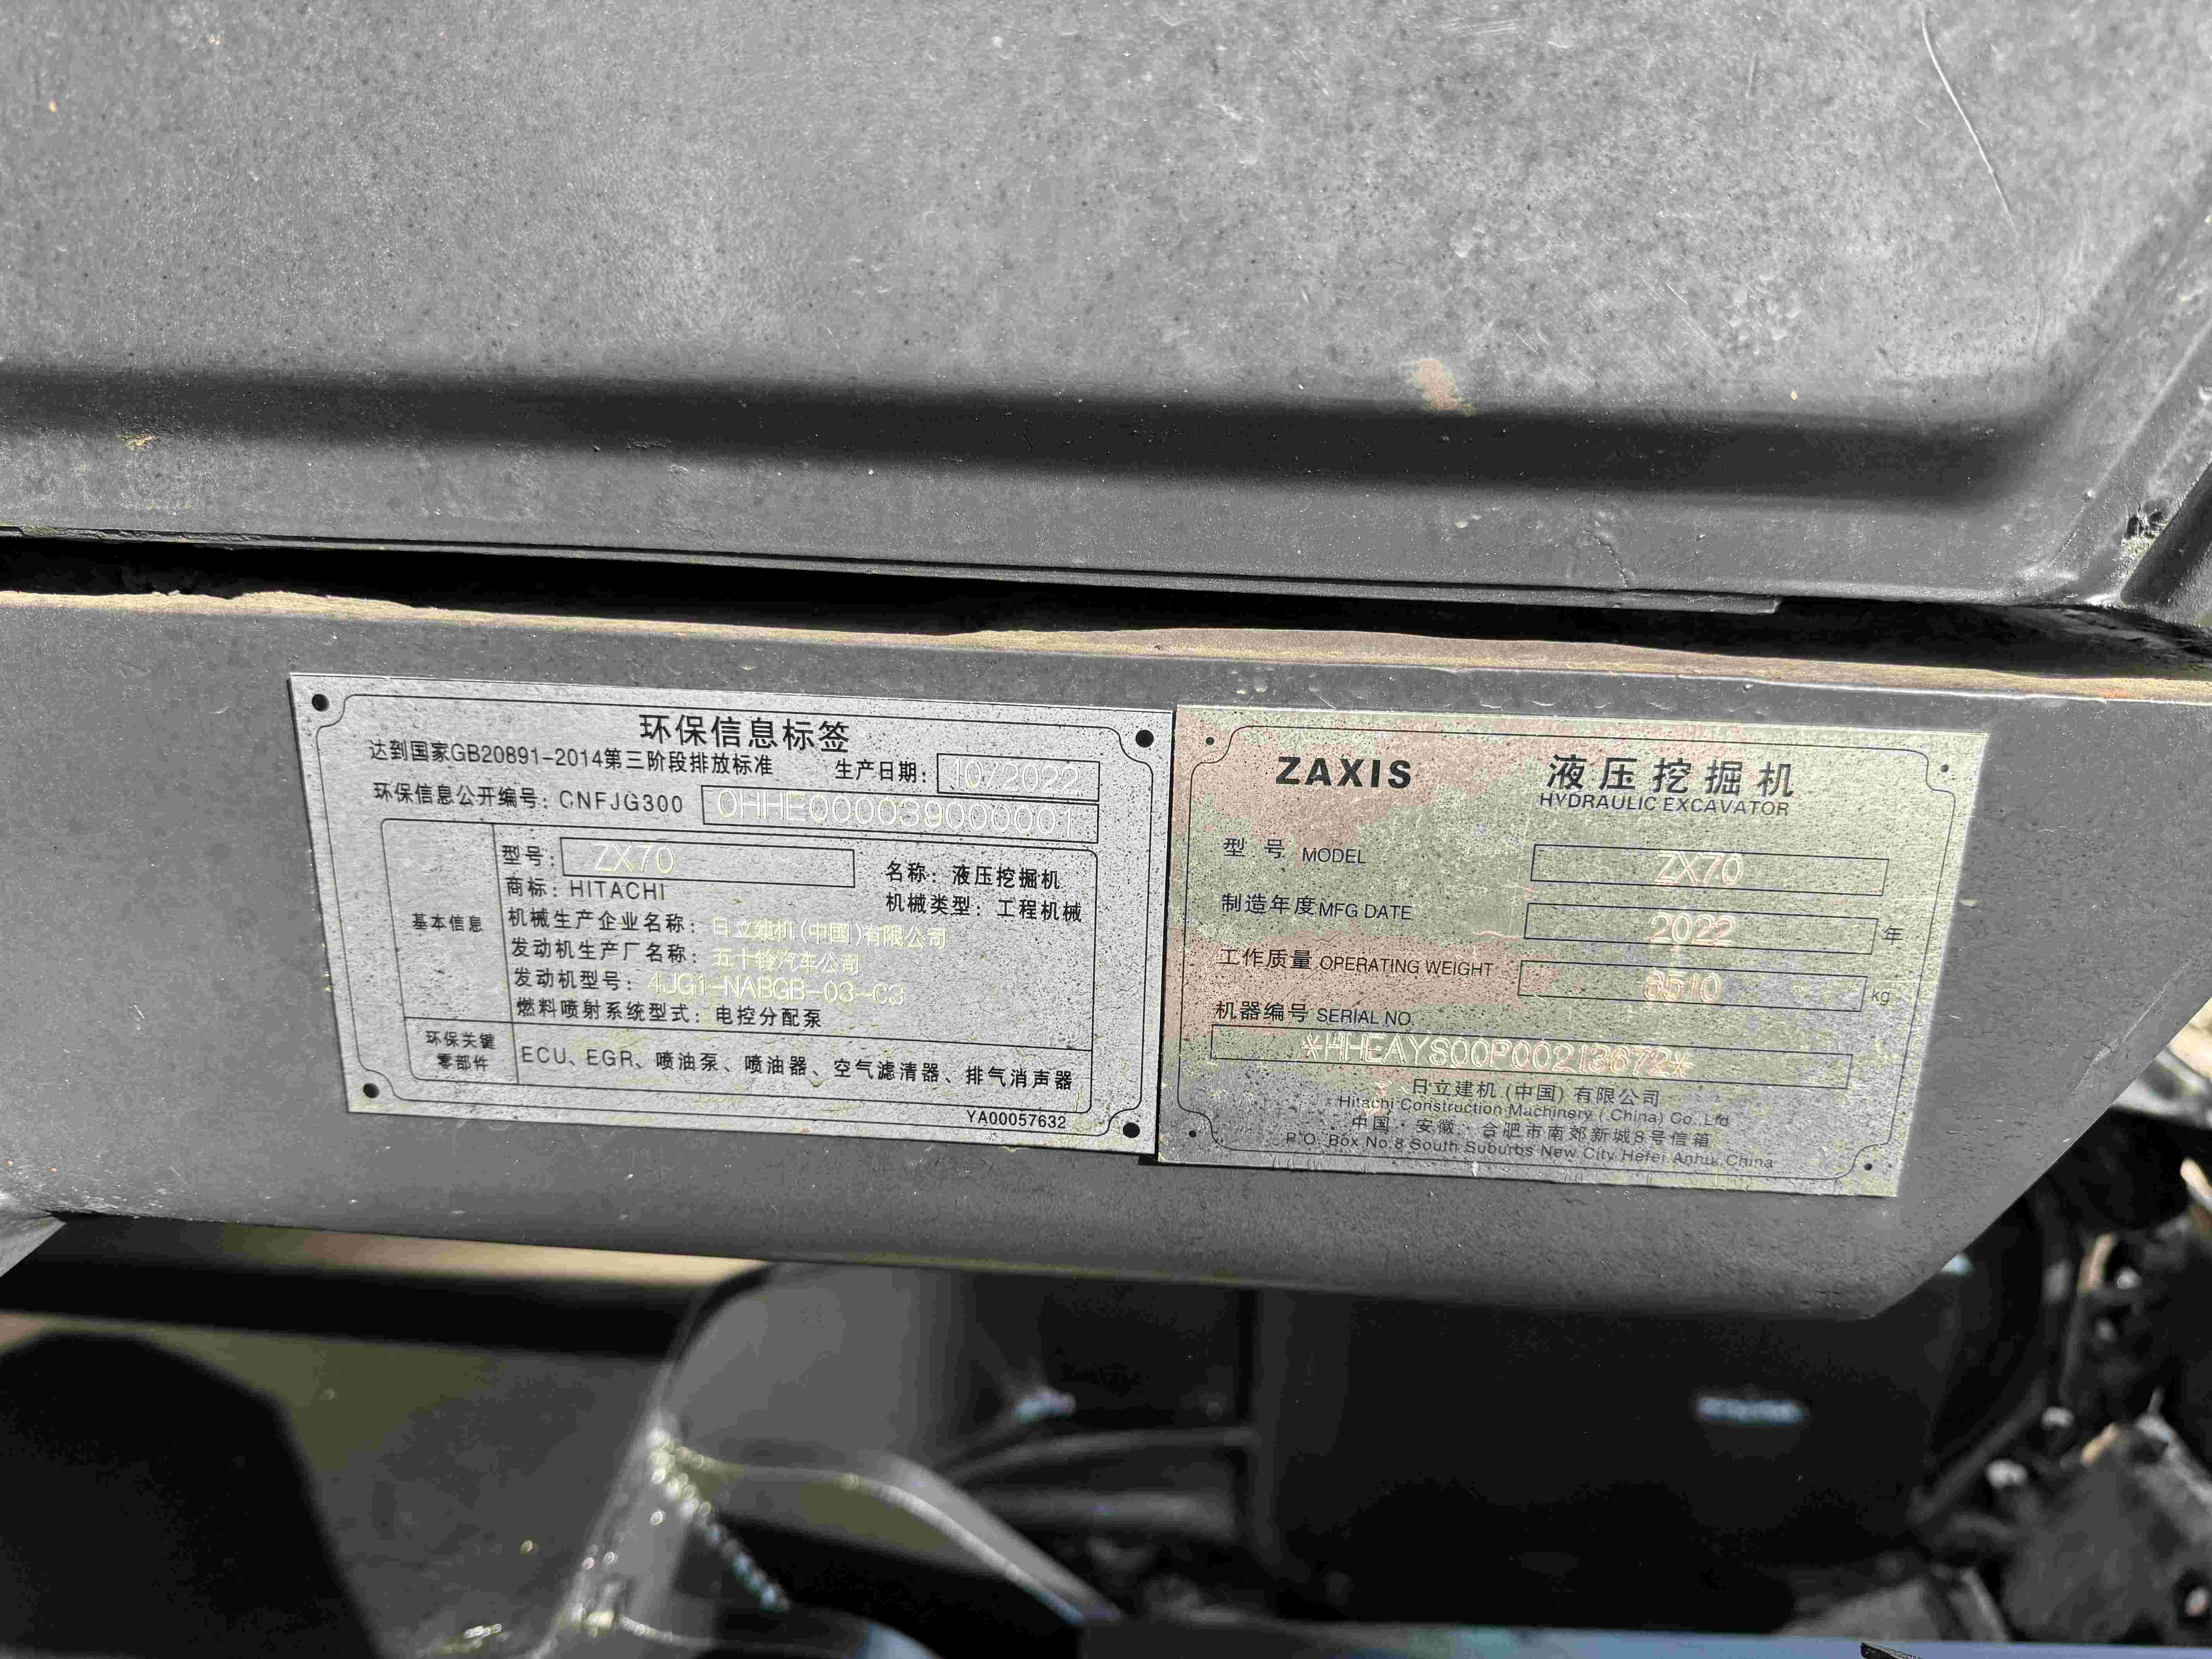 环保信息标签
达到国家GB20891-2014第三阶段排放标准 生产日期: 10/2022
环保信息公开编号: CNFJG300 0HHE000039000001
基本信息
型号: ZX70 名称: 液压挖掘机
商标: HITACHI 机械类型: 工程机械
机械生产企业名称: 日立建机(中国)有限公司
发动机生产厂名称: 五十铃汽车公司
发动机型号: 4JG1-NABGB-03-C3
燃料喷射系统型式: 电控分配泵
环保关键
零部件
ECU、EGR、喷油泵、喷油器、空气滤清器、排气消声器
YA00057632
ZAXIS 液压挖掘机
HYDRAULIC EXCAVATOR
型 号 MODEL ZX70
制造年度 MFG DATE 2022 年
工作质量 OPERATING WEIGHT 6510 kg
机器编号 SERIAL NO.
*HHEAYS00P00213672*
日立建机 (中国) 有限公司
Hitachi Construction Machinery (China) Co.,Ltd
中国·安徽·合肥市南郊新城8号信箱
P.O. Box No.8 South Suburbs New City Hefei Anhui, China